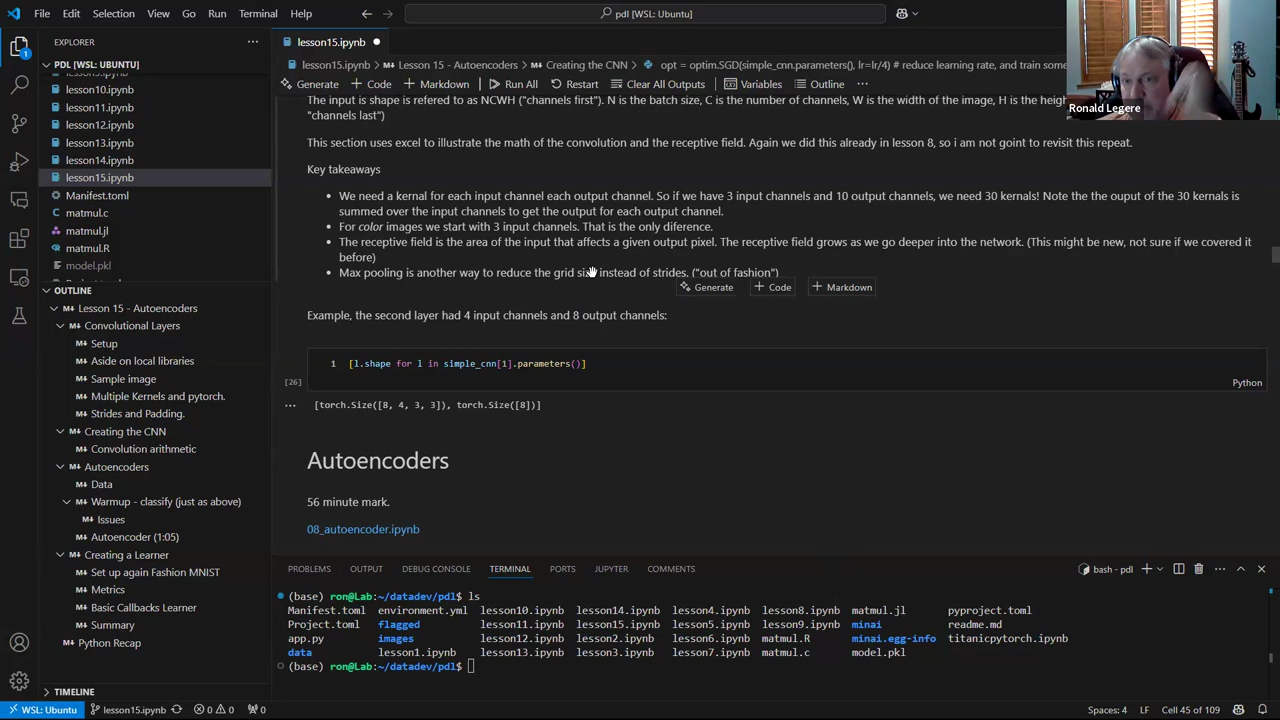 File Edit Selection View Go Run Terminal Help
pdl [WSL: Ubuntu]
EXPLORER
PDL [WSL: UBUNTU]
lesson10.ipynb
lesson11.ipynb
lesson12.ipynb
lesson13.ipynb
lesson14.ipynb
lesson15.ipynb
Manifest.toml
matmul.c
matmul.jl
matmul.R
model.pkl
OUTLINE
Lesson 15 - Autoencoders
Convolutional Layers
Setup
Aside on local libraries
Sample image
Multiple Kernels and pytorch.
Strides and Padding.
Creating the CNN
Convolution arithmetic
Autoencoders
Data
Warmup - classify (just as above)
Issues
Autoencoder (1:05)
Creating a Learner
Set up again Fashion MNIST
Metrics
Basic Callbacks Learner
Summary
Python Recap
TIMELINE
lesson15.ipynb
lesson15.ipynb > Lesson 15 - Autoencoders > Creating the CNN > opt = optim.SGD(simple_cnn.parameters(), lr=lr/4) # reduce learning rate, and train some
Generate + Code + Markdown Run All Restart Clear All Outputs Variables Outline ...
The input is shape is refered to as NCWH ("channels first"). N is the batch size, C is the number of channels, W is the width of the image, H is the heig
"channels last")
This section uses excel to illustrate the math of the convolution and the receptive field. Again we did this already in lesson 8, so i am not goint to revisit this repeat.
Key takeaways
• We need a kernal for each input channel each output channel. So if we have 3 input channels and 10 output channels, we need 30 kernals! Note the the ouput of the 30 kernals is
summed over the input channels to get the output for each output channel.
• For color images we start with 3 input channels. That is the only diference.
• The receptive field is the area of the input that affects a given output pixel. The receptive field grows as we go deeper into the network. (This might be new, not sure if we covered it
before)
• Max pooling is another way to reduce the grid size instead of strides. ("out of fashion")
Generate + Code + Markdown
Example, the second layer had 4 input channels and 8 output channels:
1 [l.shape for l in simple_cnn[1].parameters()]
[26]
Python
... [torch.Size([8, 4, 3, 3]), torch.Size([8])]
Autoencoders
56 minute mark.
08_autoencoder.ipynb
PROBLEMS OUTPUT DEBUG CONSOLE TERMINAL PORTS JUPYTER COMMENTS
bash - pdl
(base) ron@Lab:~/datadev/pdl$ ls
Manifest.toml environment.yml lesson10.ipynb lesson14.ipynb lesson4.ipynb lesson8.ipynb matmul.jl pyproject.toml
Project.toml flagged lesson11.ipynb lesson15.ipynb lesson5.ipynb lesson9.ipynb minai readme.md
app.py images lesson12.ipynb lesson2.ipynb lesson6.ipynb matmul.R minai.egg-info titanicpytorch.ipynb
data lesson1.ipynb lesson13.ipynb lesson3.ipynb lesson7.ipynb matmul.c model.pkl
(base) ron@Lab:~/datadev/pdl$
Ronald Legere
WSL: Ubuntu lesson15.ipynb 0 0 0 Spaces: 4 LF Cell 45 of 109